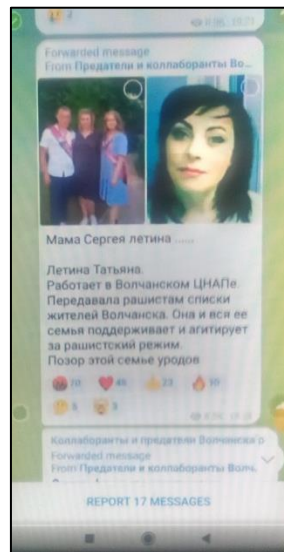 Forwarded message
From Предатели и коллаборанты Во...
Мама Сергея летина ......
Летина Татьяна.
Работает в Волчанском ЦНАПе.
Передавала рашистам списки
жителей Волчанска. Она и вся ее
семья поддерживает и агитирует
за рашистский режим.
Позор этой семье уродов
Коллаборанты и предатели Волчанска о
Forwarded message
From Предатели и коллаборанты Волч.
REPORT 17 MESSAGES